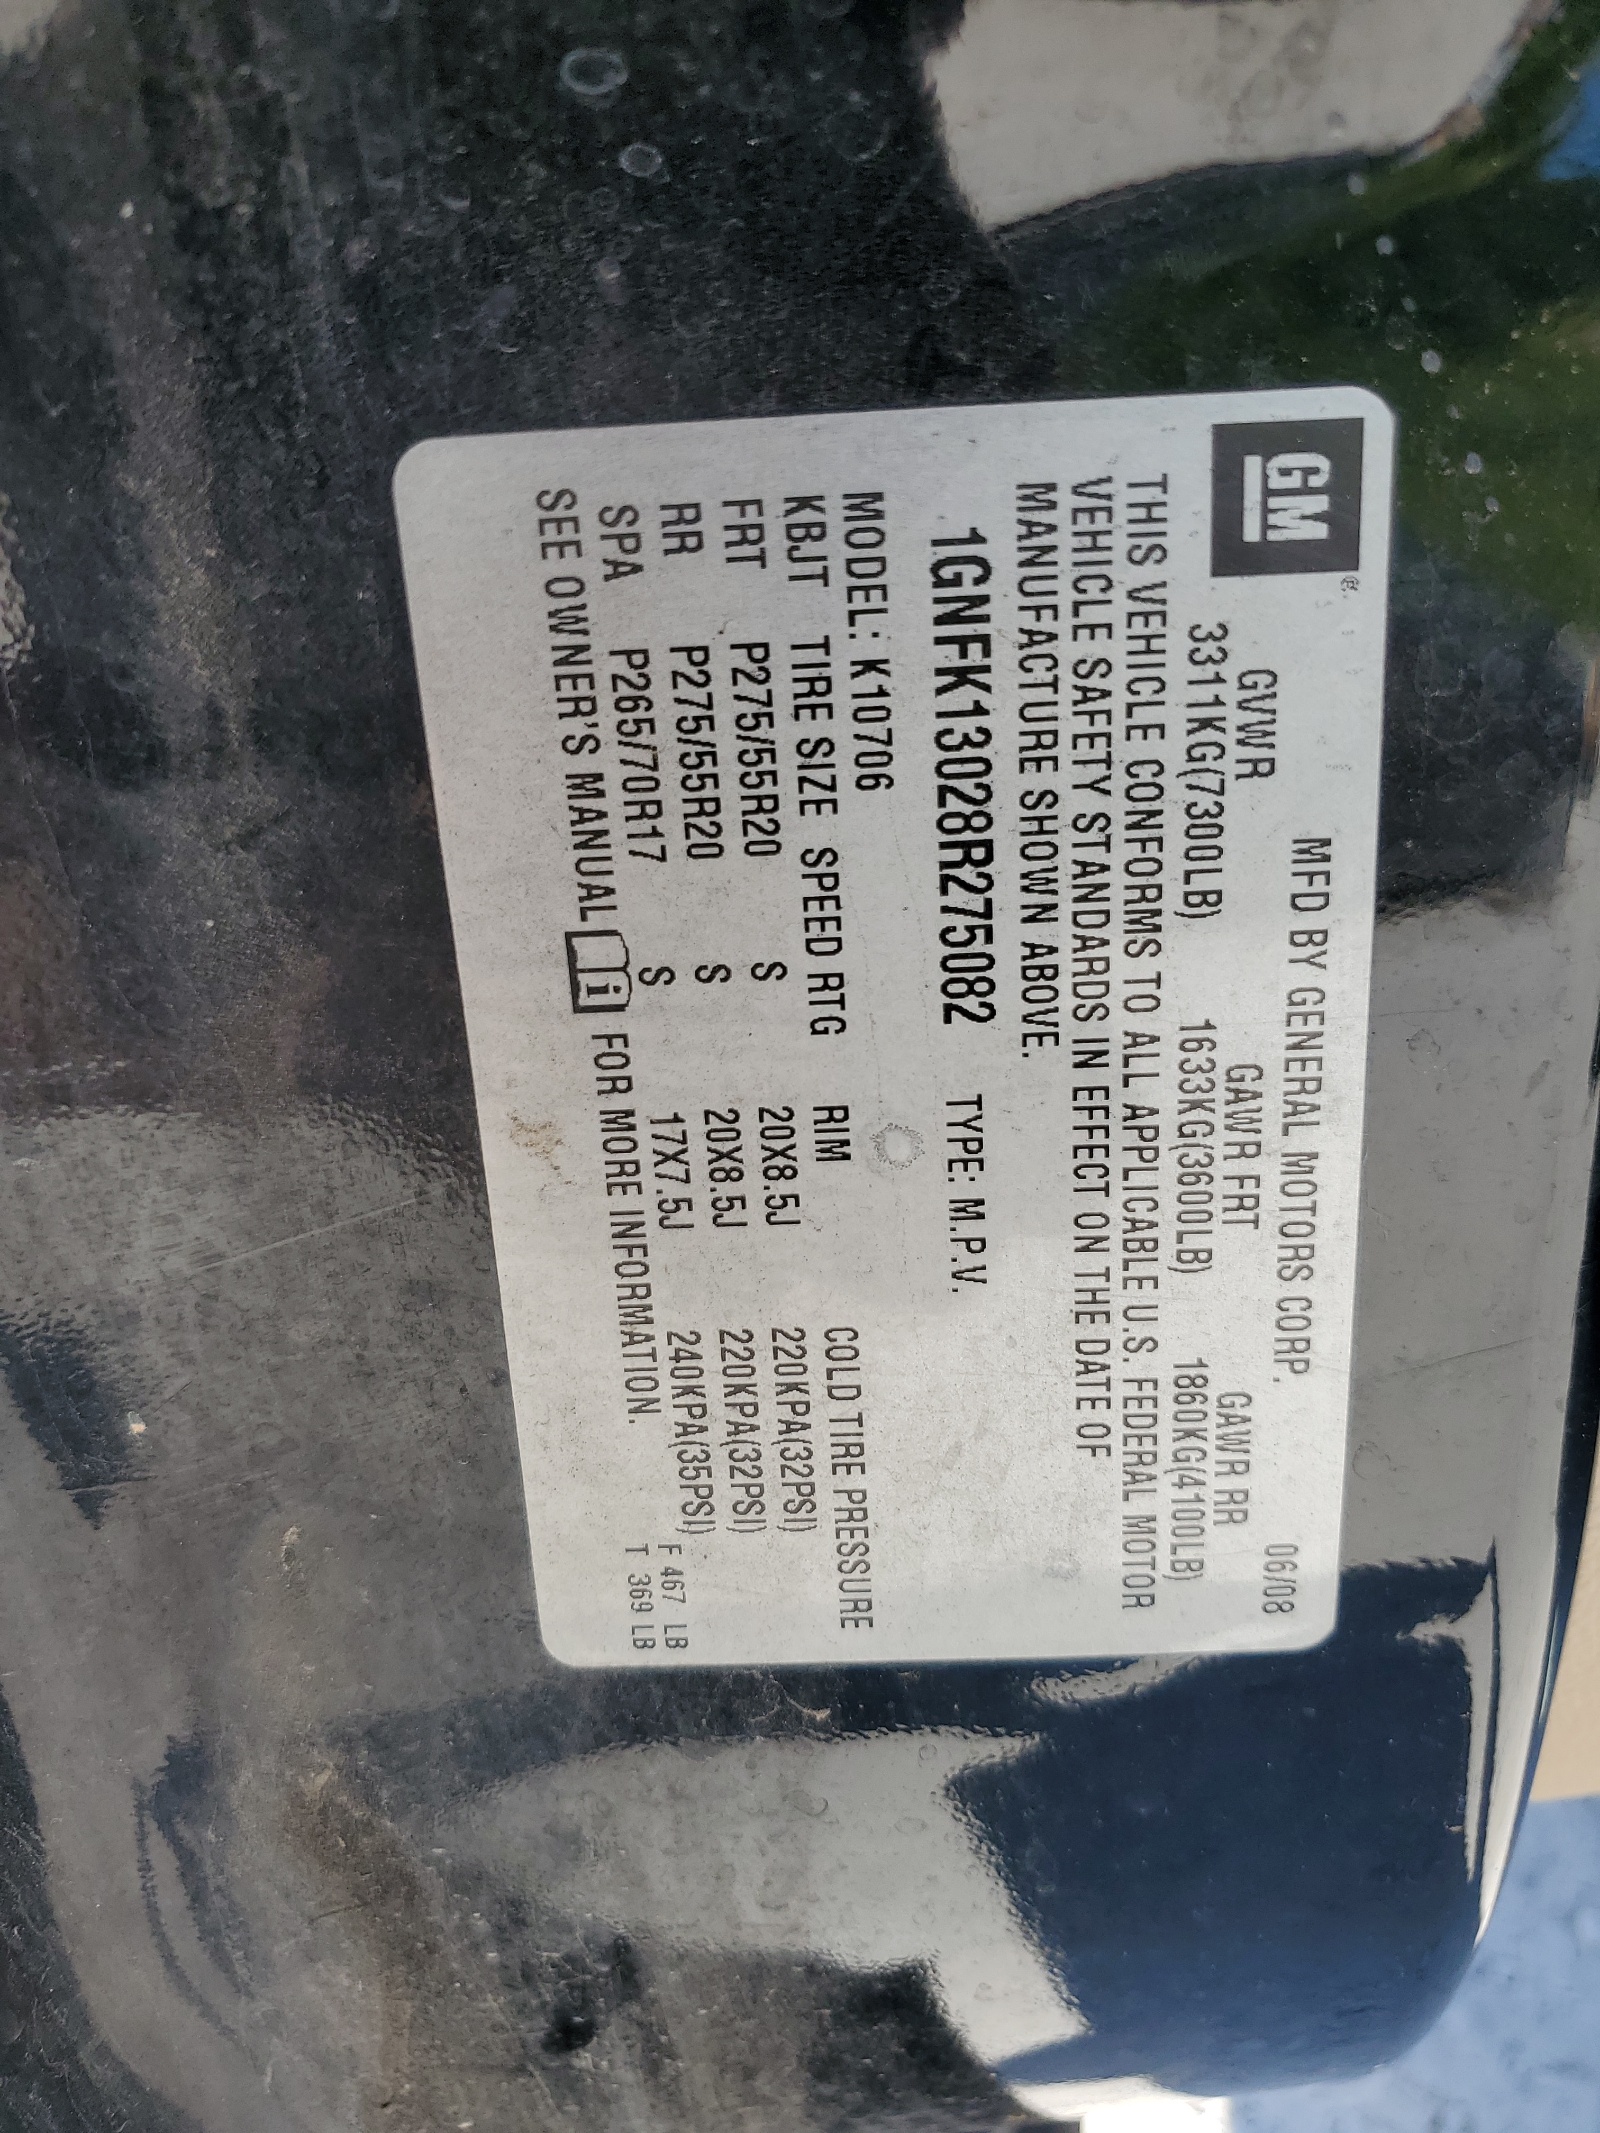 GM®
MFD BY GENERAL MOTORS CORP. 06/08
GVWR GAWR FRT GAWR RR
3311KG(7300LB) 1633KG(3600LB) 1860KG(4100LB)
THIS VEHICLE CONFORMS TO ALL APPLICABLE U.S. FEDERAL MOTOR
VEHICLE SAFETY STANDARDS IN EFFECT ON THE DATE OF
MANUFACTURE SHOWN ABOVE.
1GNFK13028R275082 TYPE: M.P.V.
MODEL: K10706
KBJT TIRE SIZE SPEED RTG RIM COLD TIRE PRESSURE
FRT P275/55R20 S 20X8.5J 220KPA(32PSI)
RR P275/55R20 S 20X8.5J 220KPA(32PSI)
SPA P265/70R17 S 17X7.5J 240KPA(35PSI) F 467 LB
SEE OWNER'S MANUAL i FOR MORE INFORMATION. T 369 LB